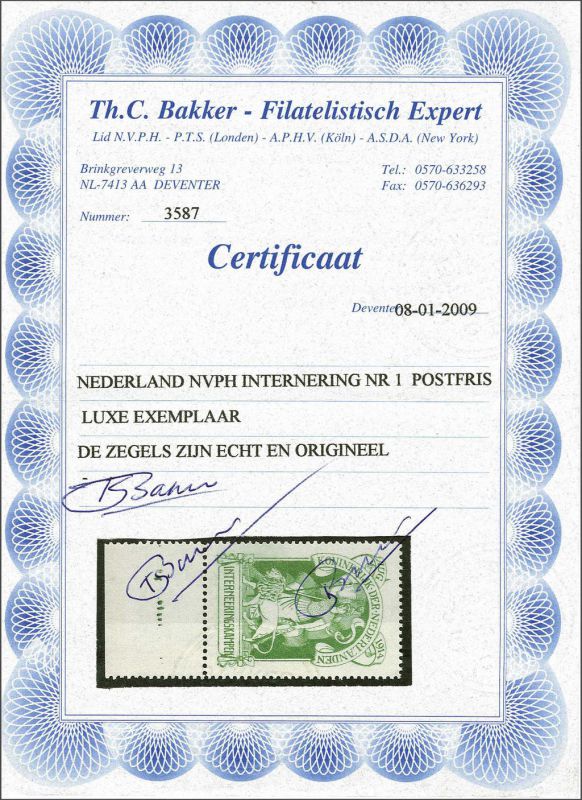 Th.C. Bakker - Filatelistisch Expert
Lid N.V.P.H. - P.T.S. (Londen) - A.P.H.V. (Köln) - A.S.D.A. (New York)
Brinkgreverweg 13
NL-7413 AA DEVENTER
Tel.: 0570-633258
Fax: 0570-636293
Nummer: 3587
Certificaat
Deventer 08-01-2009
NEDERLAND NVPH INTERNERING NR 1 POSTFRIS
LUXE EXEMPLAAR
DE ZEGELS ZIJN ECHT EN ORIGINEEL
TCBakker
INTERNEERINGSKAMPEN
DER·NEDERLANDEN